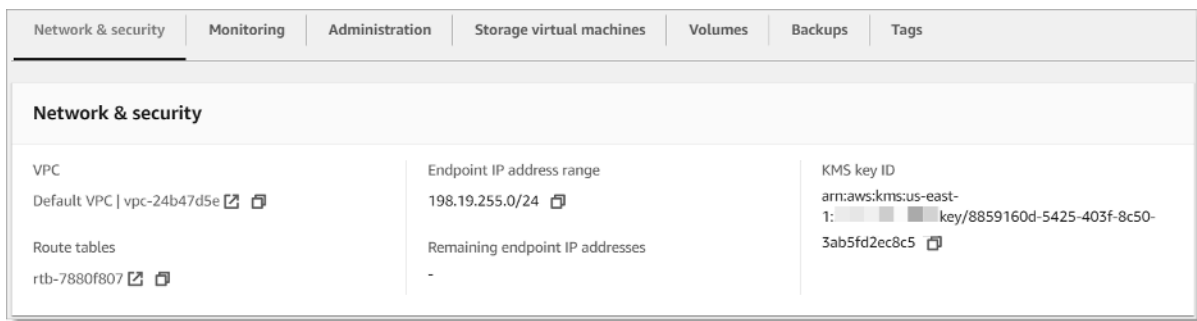 Network & security Monitoring Administration Storage virtual machines Volumes Backups Tags
Network & security
VPC
Default VPC | vpc-24b47d5e
Route tables
rtb-7880f807
Endpoint IP address range
198.19.255.0/24
Remaining endpoint IP addresses
-
KMS key ID
arn:aws:kms:us-east-
1: key/8859160d-5425-403f-8c50-
3ab5fd2ec8c5